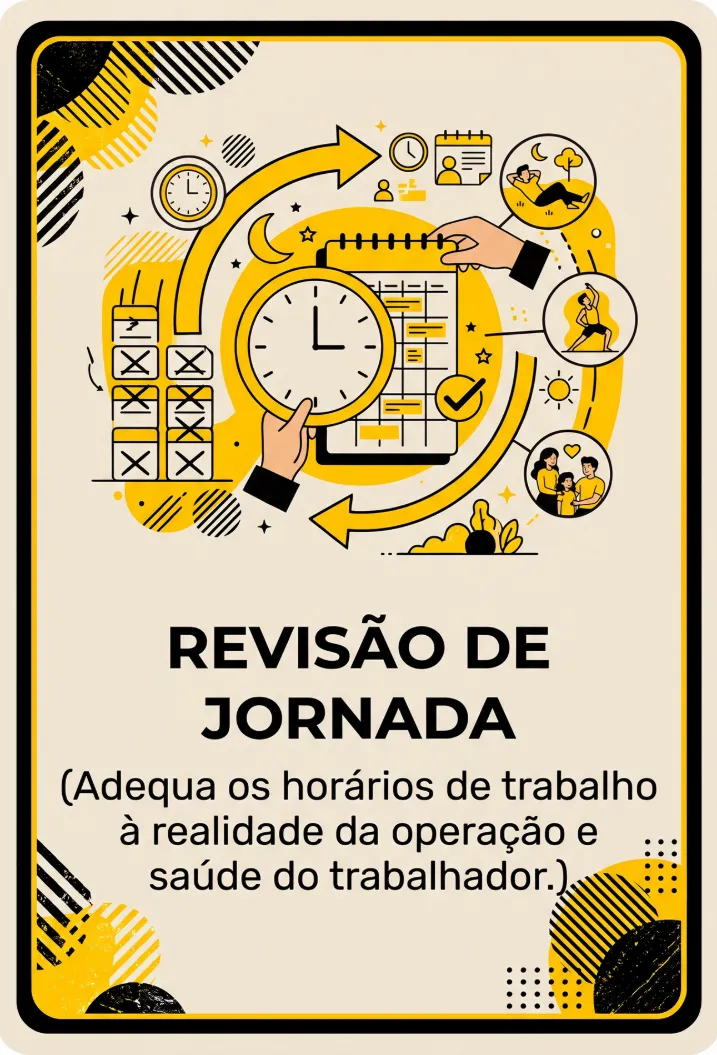 REVISÃO DE
JORNADA
(Adequa os horários de trabalho
à realidade da operação e
saúde do trabalhador.)